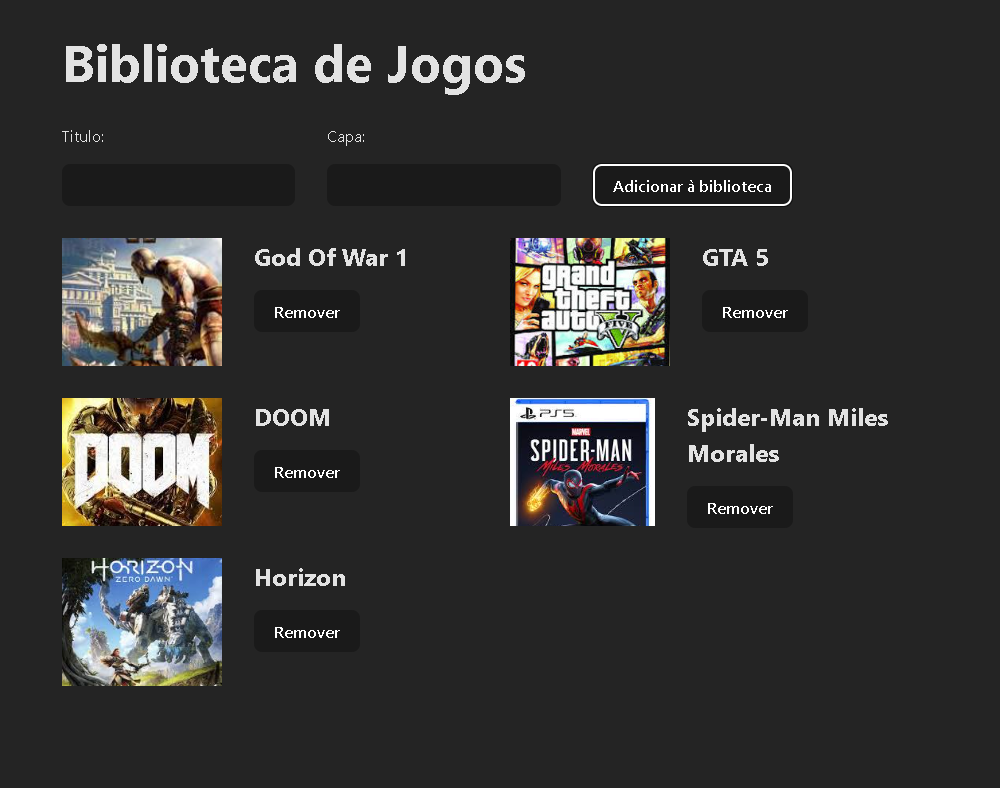 Biblioteca de Jogos
Titulo:
Capa:
Adicionar à biblioteca
God Of War 1
Remover
grand
theft
auto
V
FIVE
GTA 5
Remover
DOOM
DOOM
Remover
PS5
MARVEL
SPIDER-MAN
MILES MORALES
Spider-Man Miles
Morales
Remover
HORIZON
ZERO DAWN
Horizon
Remover